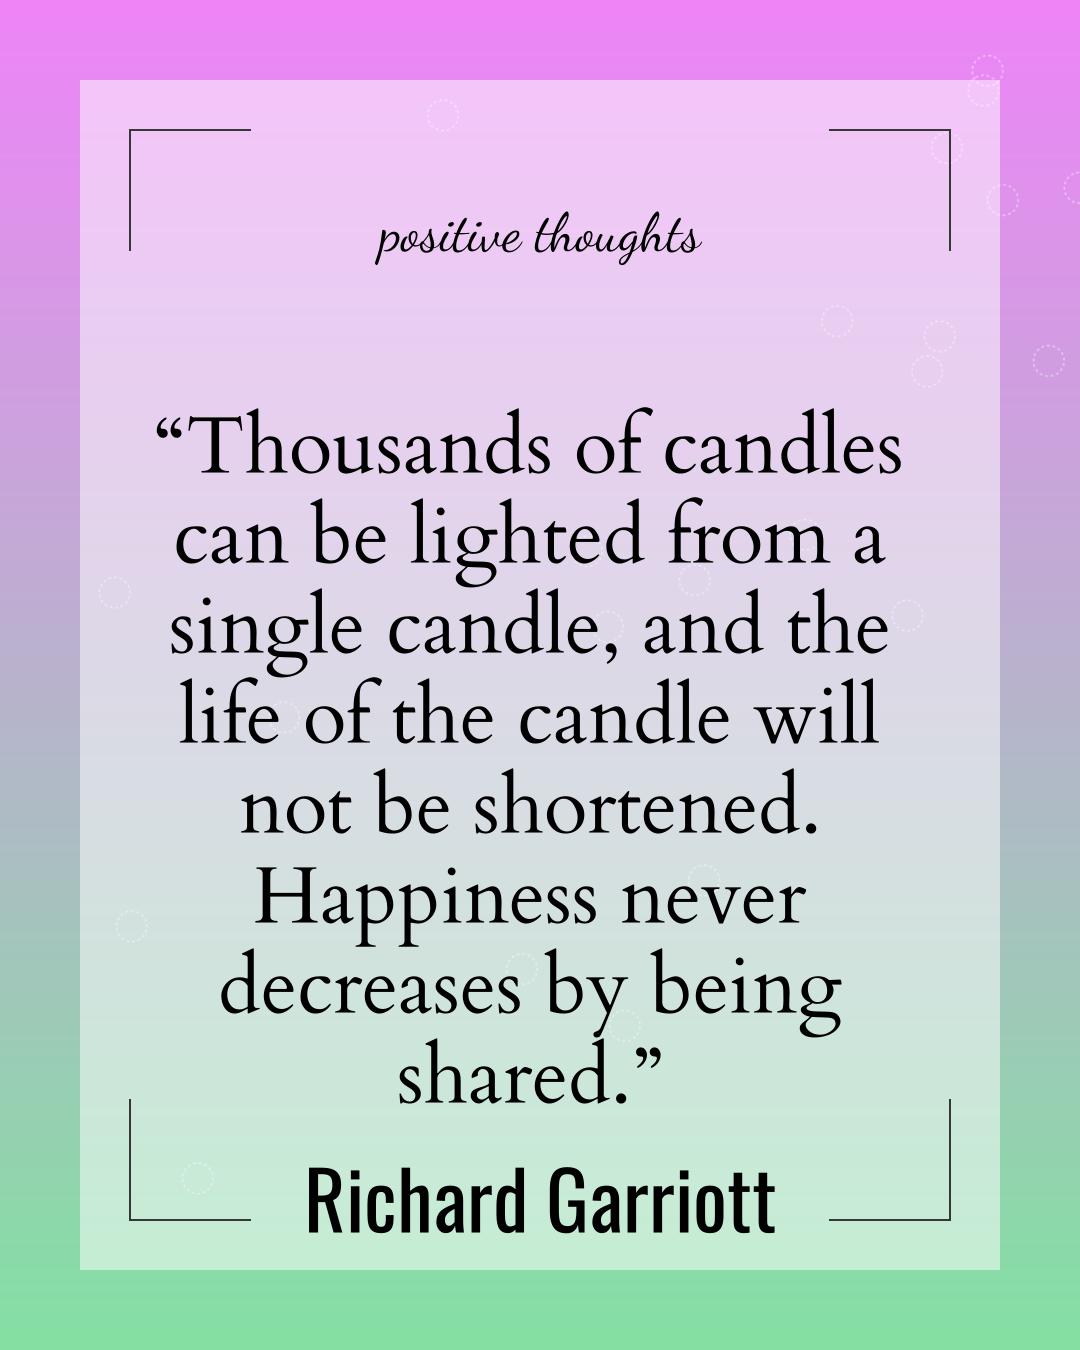 positive thoughts
“Thousands of candles
can be lighted from a
single candle, and the
life of the candle will
not be shortened.
Happiness never
decreases by being
shared.”
Richard Garriott